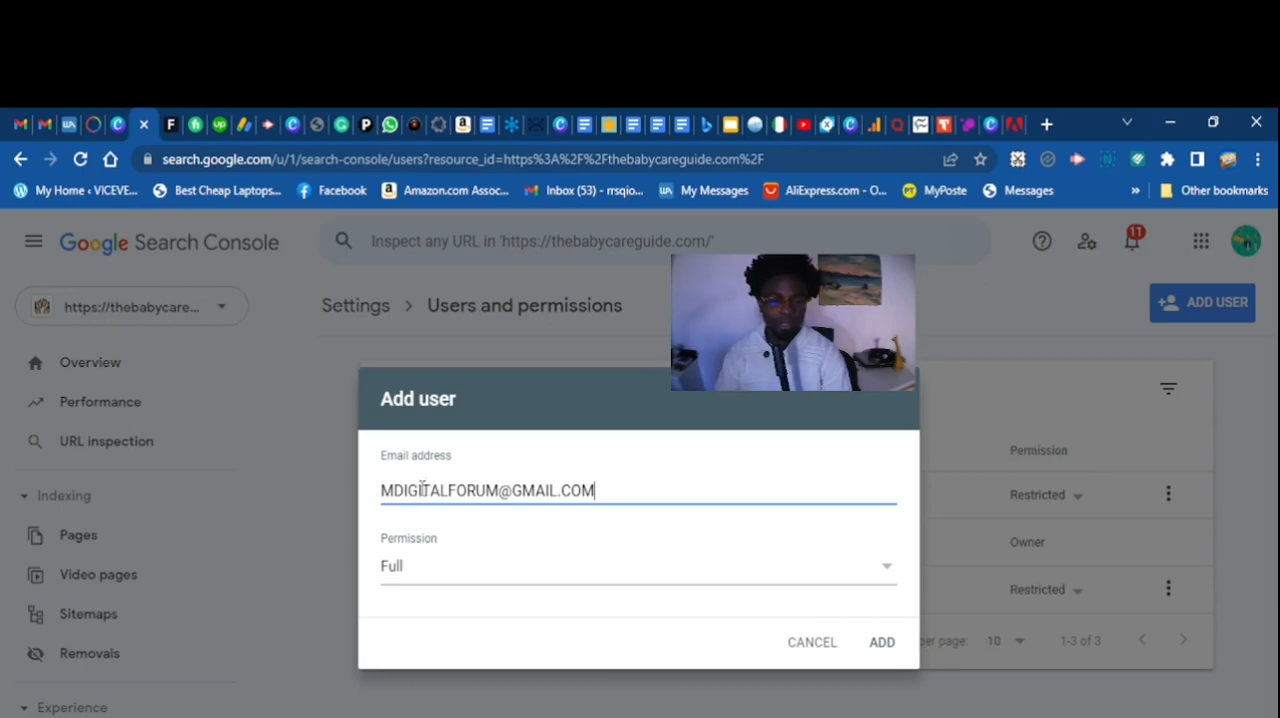 search.google.com/u/1/search-console/users?resource_id=https%3A%2F%2Fthebabycareguide.com%2F
My Home ‹ VICEVE... Best Cheap Laptops... Facebook Amazon.com Assoc... Inbox (53) - rrsqio... My Messages AliExpress.com - O... MyPoste Messages » Other bookmarks
Google Search Console Inspect any URL in 'https://thebabycareguide.com/' 11
https://thebabycare... Settings > Users and permissions ADD USER
Overview
Add user
Performance
URL inspection
Email address
Permission
MDIGITALFORUM@GMAIL.COM
Indexing
Restricted
Pages
Permission
Owner
Full
Video pages
Restricted
Sitemaps
CANCEL ADD
per page: 10 1-3 of 3
Removals
Experience